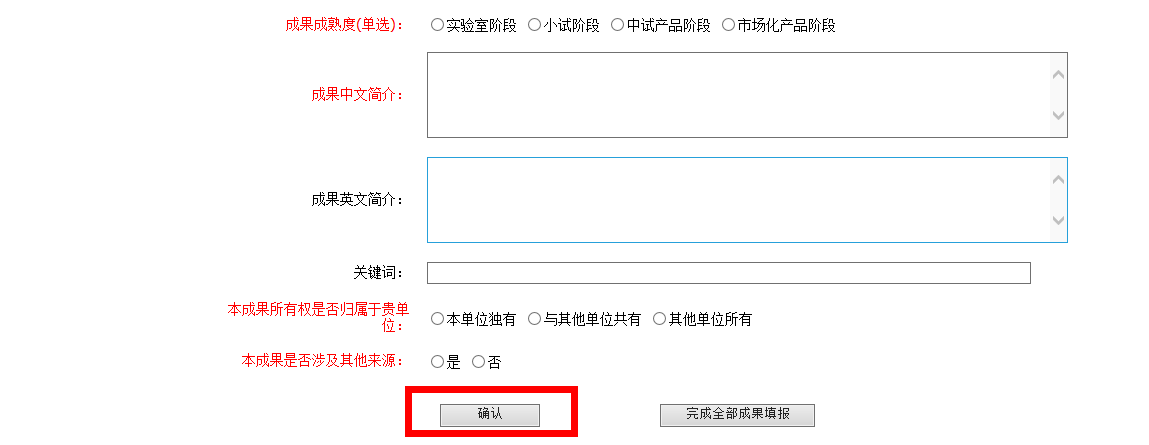 成果成熟度(单选)： 实验室阶段 小试阶段 中试产品阶段 市场化产品阶段
成果中文简介：
成果英文简介：
关键词：
本成果所有权是否归属于贵单
位： 本单位独有 与其他单位共有 其他单位所有
本成果是否涉及其他来源： 是 否
确认 完成全部成果填报